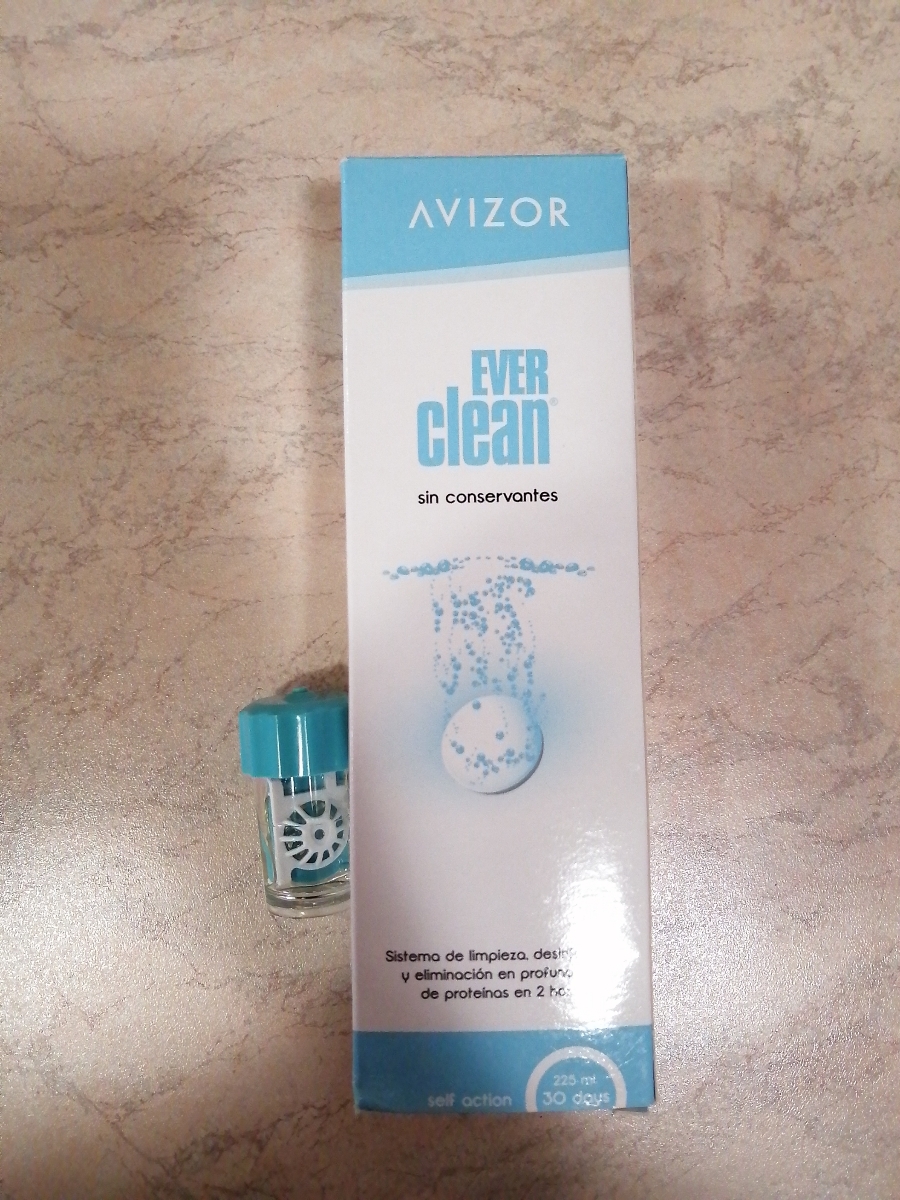 AVIZOR
EVER
clean®
sin conservantes
Sistema de limpieza,
y eliminación en
de proteínas en 2
225 ml
self action 30 days